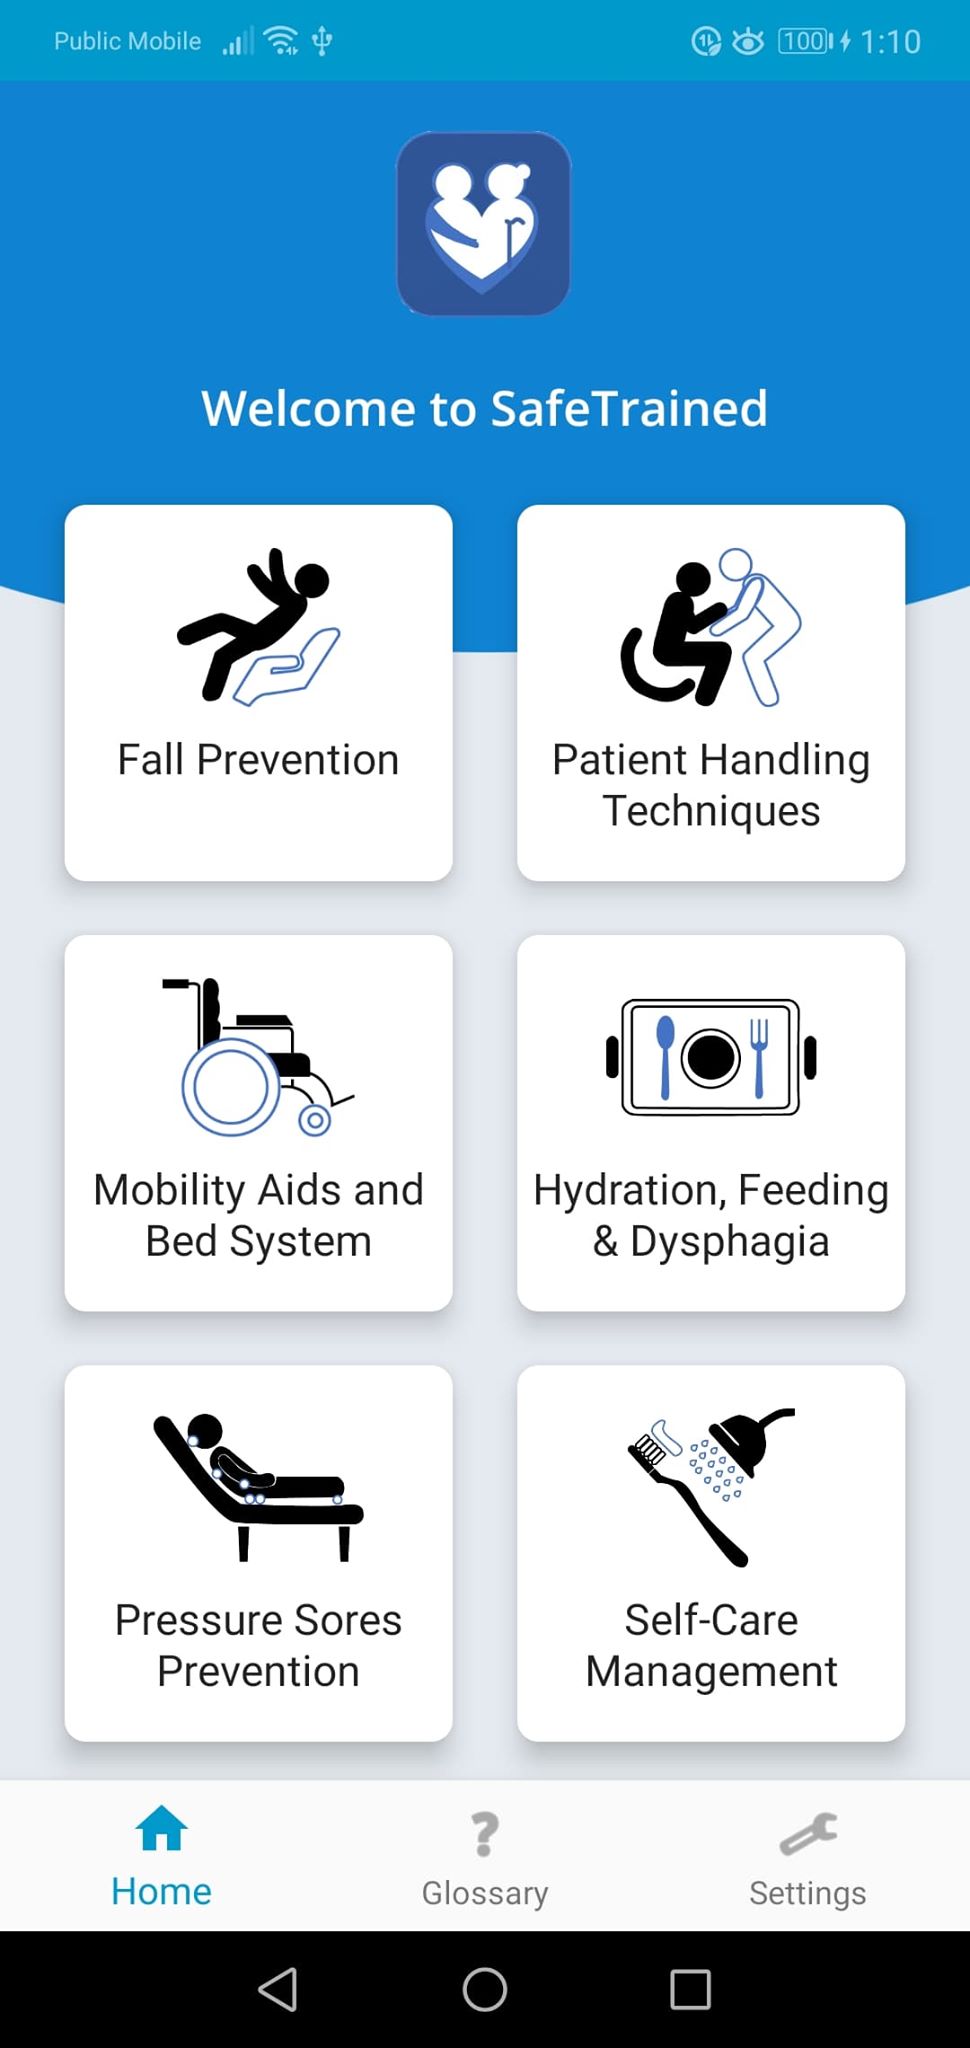 Public Mobile 100 1:10
Welcome to SafeTrained
Fall Prevention
Patient Handling
Techniques
Mobility Aids and
Bed System
Hydration, Feeding
& Dysphagia
Pressure Sores
Prevention
Self-Care
Management
Home
Glossary
Settings